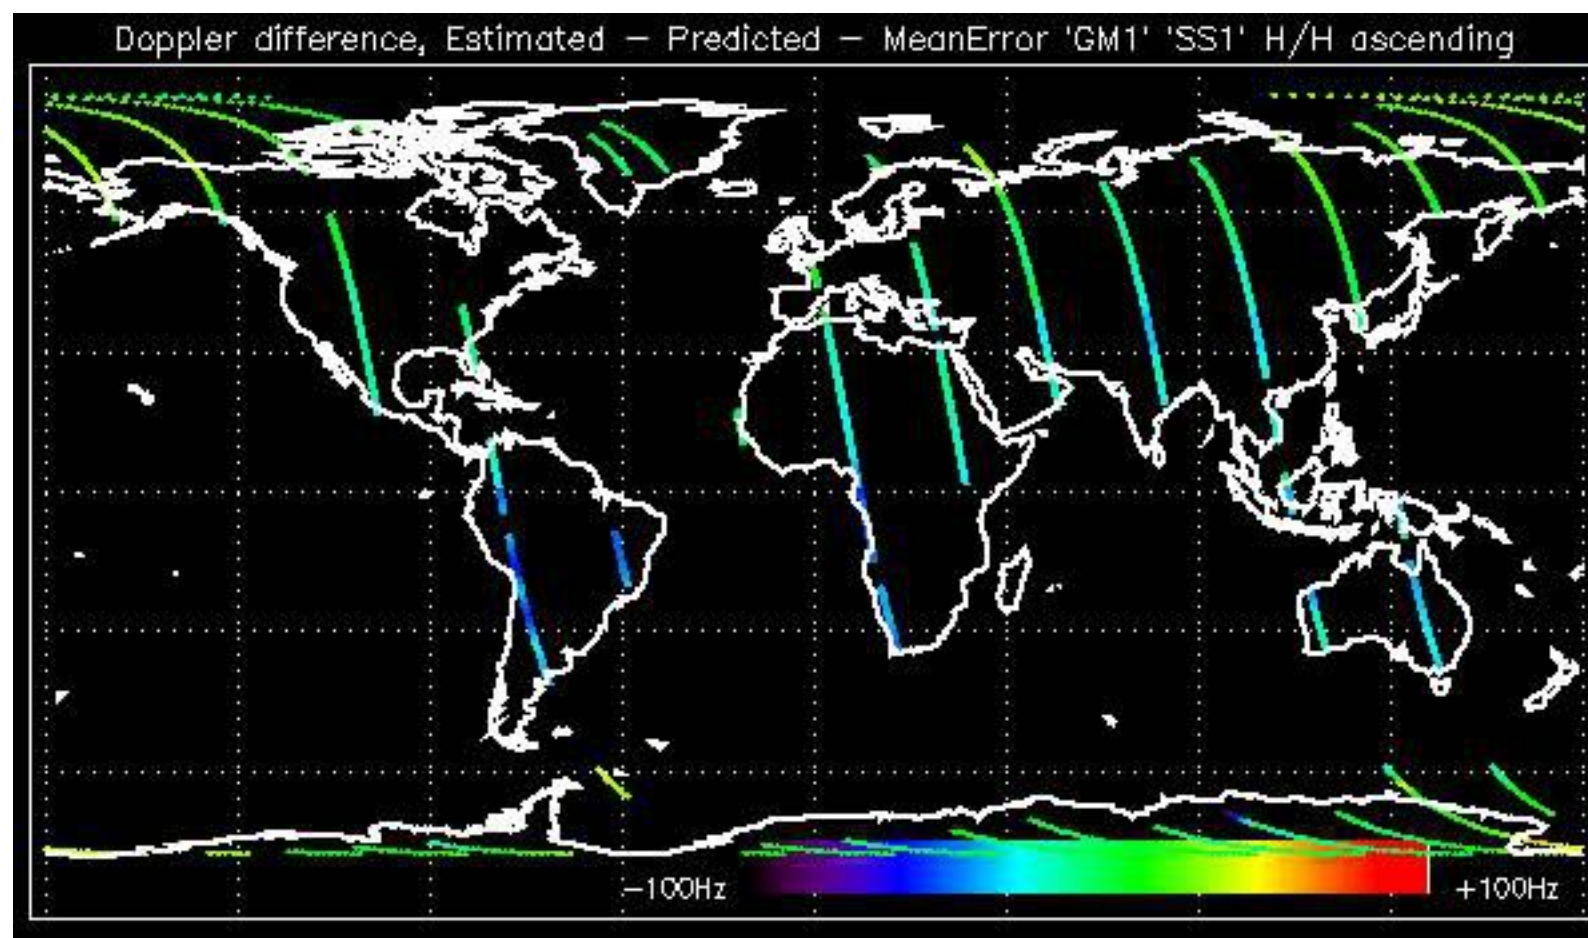 Doppler difference, Estimated – Predicted – MeanError 'GM1' 'SS1' H/H ascending
−100Hz
+100Hz